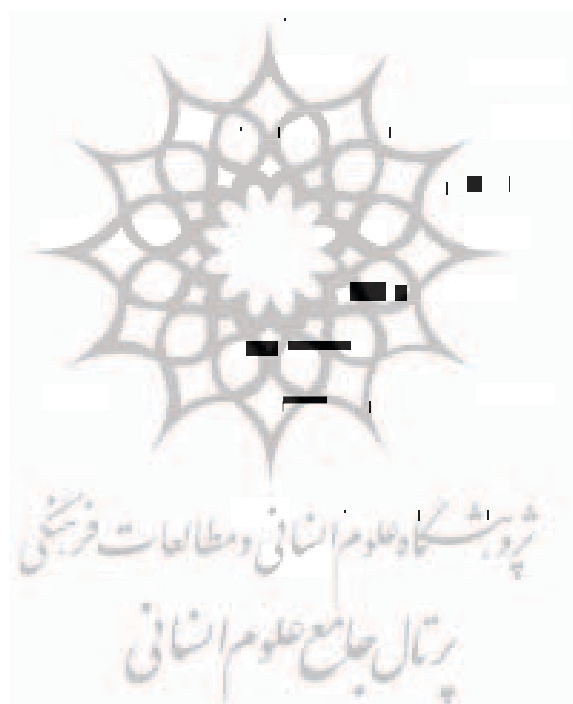 پژوهشگاه علوم انسانی و مطالعات فرهنگی
پرتال جامع علوم انسانی